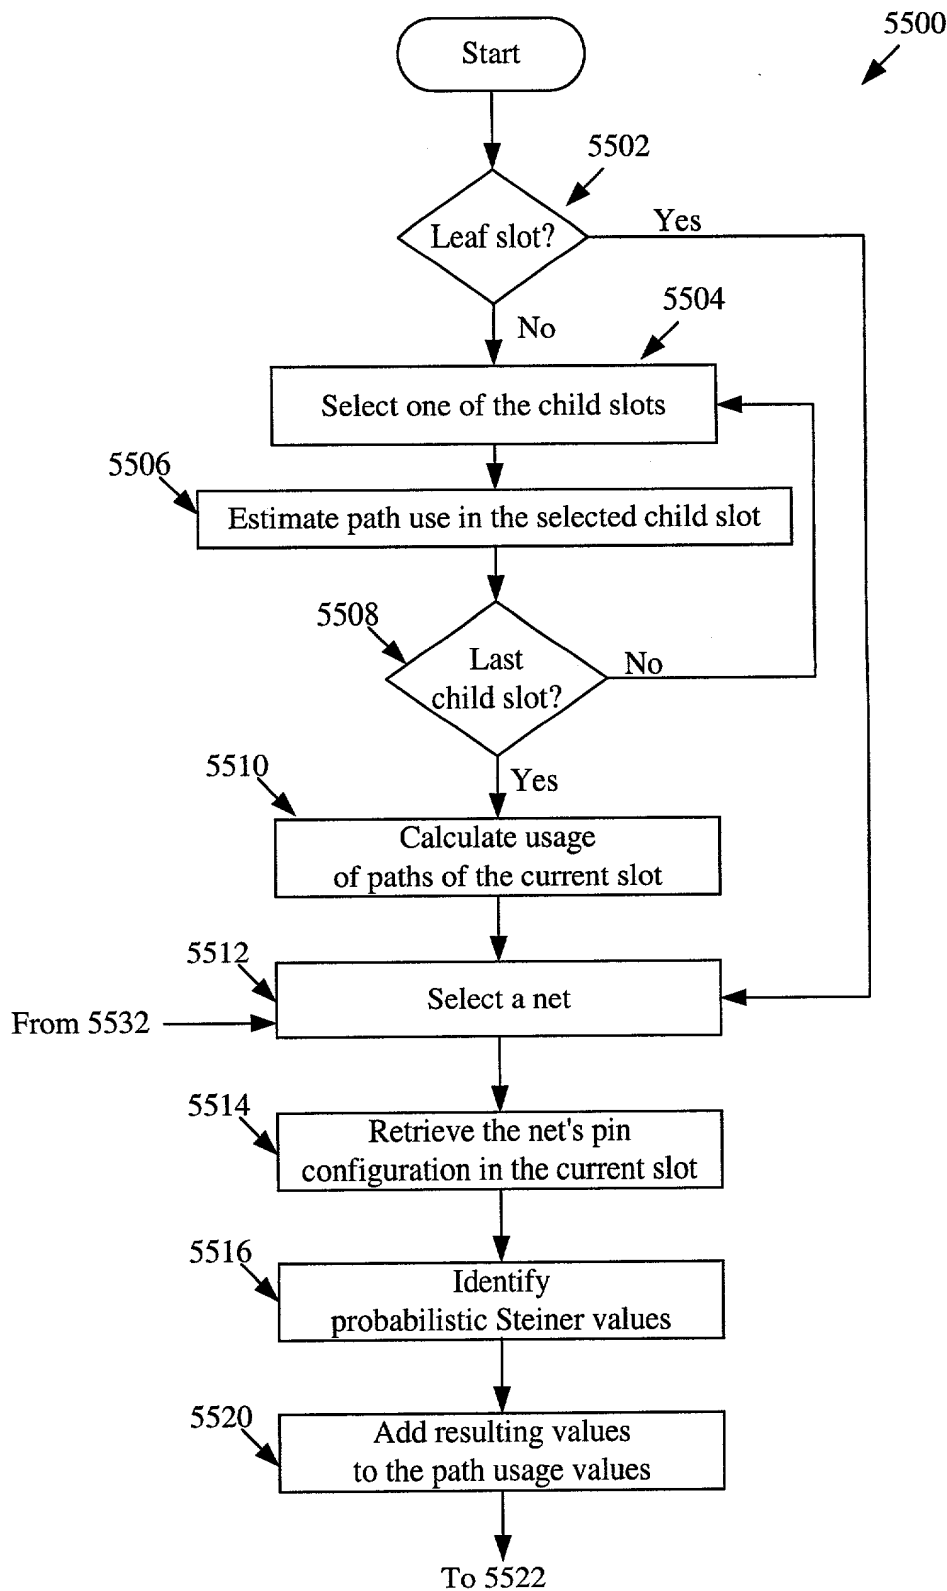 5500
Start
5502
Leaf slot?
Yes
No
5504
Select one of the child slots
5506
Estimate path use in the selected child slot
5508
Last
child slot?
No
Yes
5510
Calculate usage
of paths of the current slot
5512
Select a net
From 5532
5514
Retrieve the net's pin
configuration in the current slot
5516
Identify
probabilistic Steiner values
5520
Add resulting values
to the path usage values
To 5522